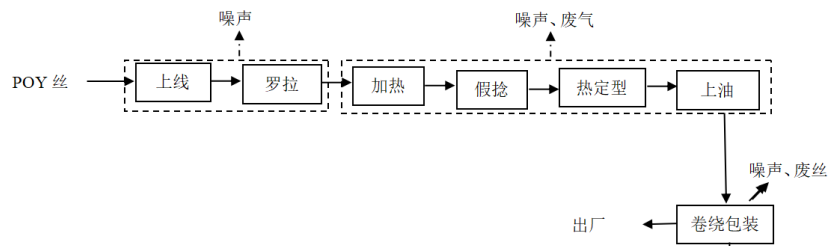 噪声
噪声、废气
POY 丝
上线
罗拉
加热
假捻
热定型
上油
噪声、废丝
出厂
卷绕包装